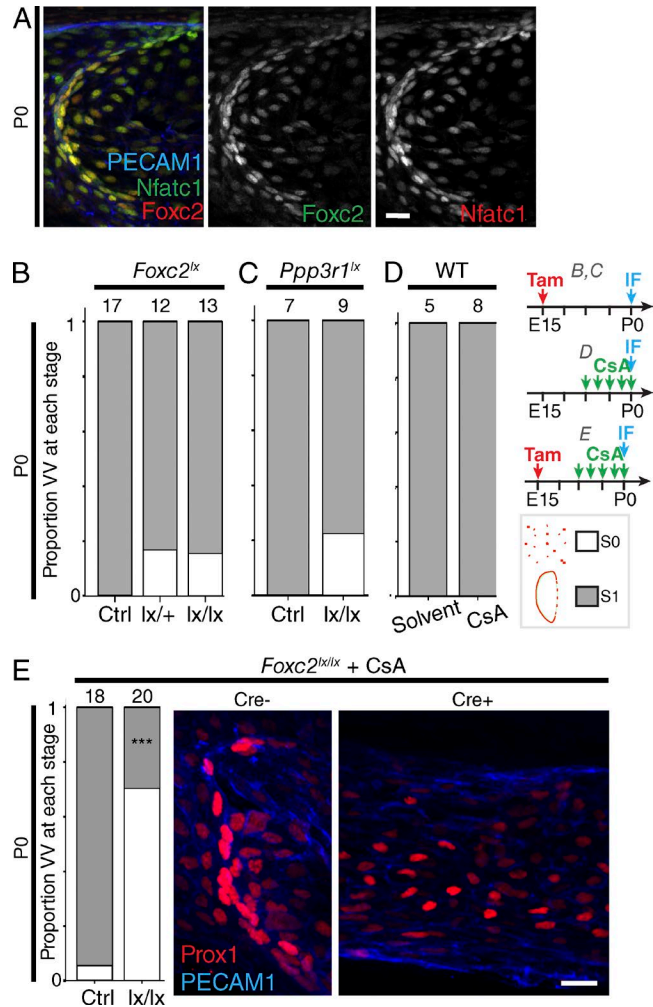 A
P0
PECAM1
Nfatc1
Foxc2
Foxc2
Nfatc1
B
Foxc2lx
17 12 13
P0
Proportion VV at each stage
1
0
Ctrl lx/+ lx/lx
C
Ppp3r1lx
7 9
Ctrl lx/lx
D
WT
5 8
Solvent CsA
B,C
Tam IF
E15 P0
IF
D
CsA
E15 P0
E IF
Tam CsA
E15 P0
S0
S1
E
Foxc2lx/lx + CsA
18 20
P0
Proportion VV at each stage
1
***
0
Ctrl lx/lx
Cre-
Prox1
PECAM1
Cre+